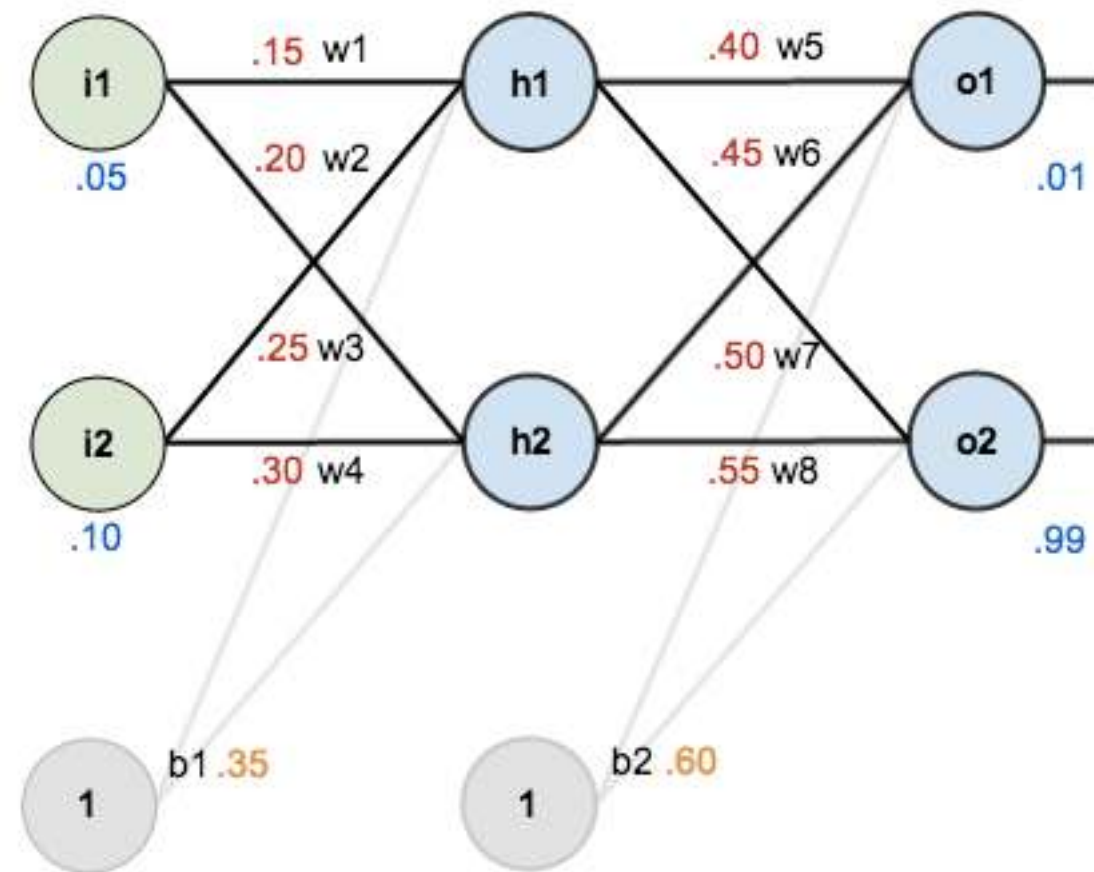 .15 w1
.40 w5
i1
h1
o1
.20 w2
.45 w6
.05
.01
.25 w3
.50 w7
i2
h2
o2
.30 w4
.55 w8
.10
.99
b1 .35
b2 .60
1
1